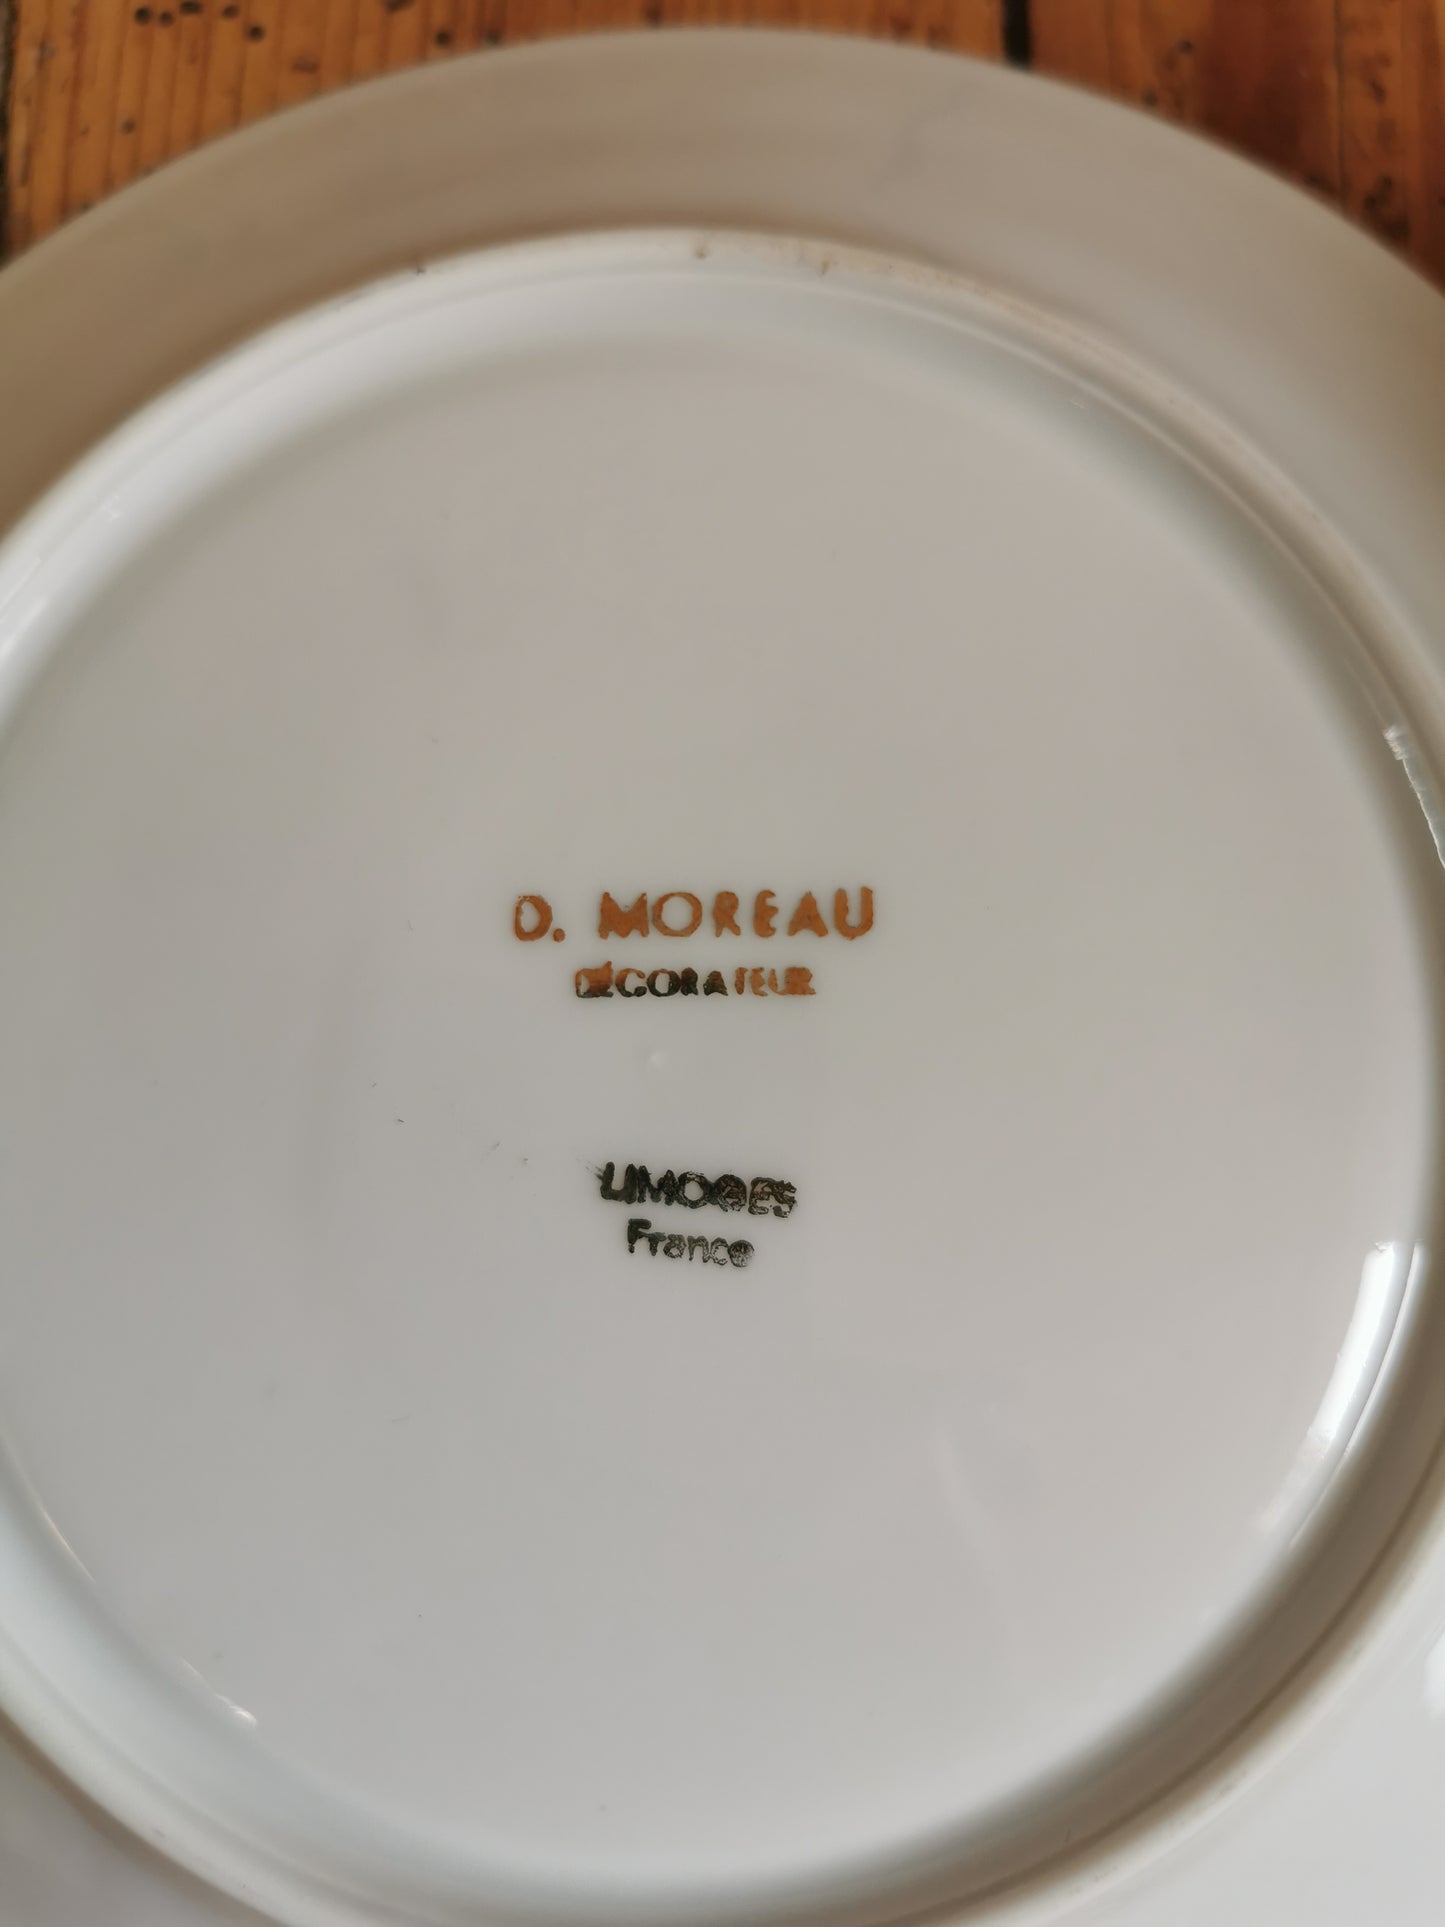 D. MOREAU
DÉCORATEUR
LIMOGES
France